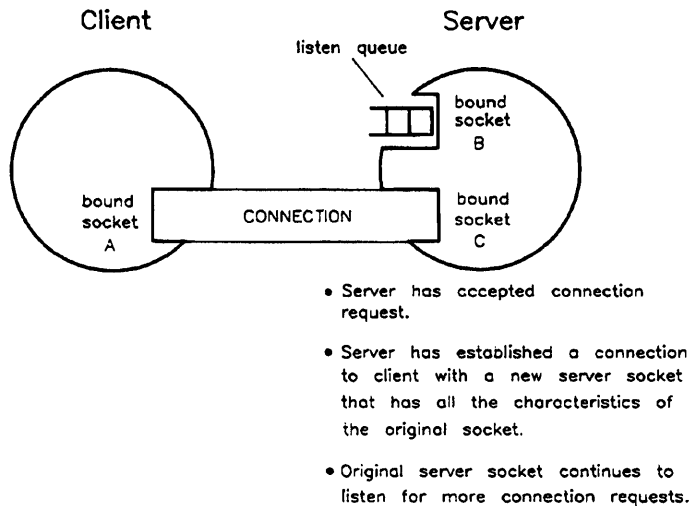 Client
Server
listen queue
bound
socket
B
bound
socket
A
CONNECTION
bound
socket
C
• Server has accepted connection
request.
• Server has established a connection
to client with a new server socket
that has all the characteristics of
the original socket.
• Original server socket continues to
listen for more connection requests.